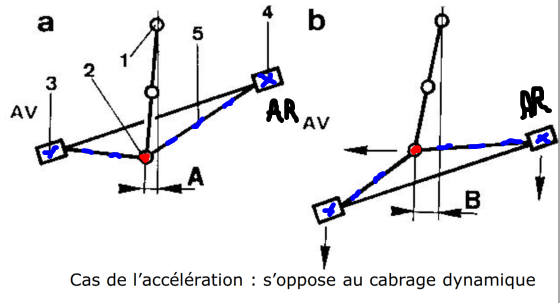 a
b
1
2
3
4
5
AV
AR
A
AV
AR
B
Cas de l'accélération : s'oppose au cabrage dynamique